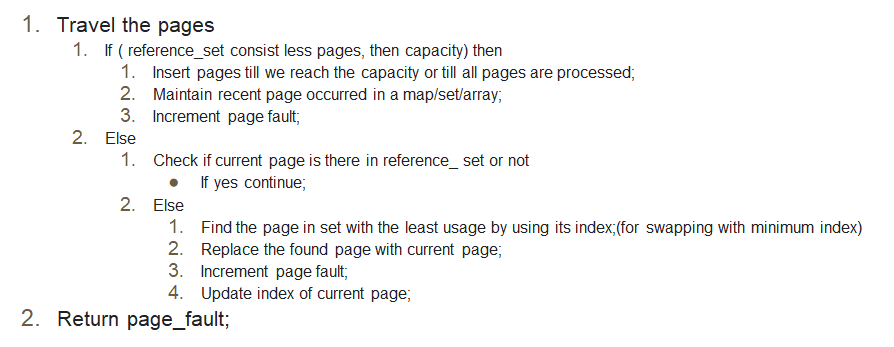 1. Travel the pages
1. If ( reference_set consist less pages, then capacity) then
1. Insert pages till we reach the capacity or till all pages are processed;
2. Maintain recent page occurred in a map/set/array;
3. Increment page fault;
2. Else
1. Check if current page is there in reference_ set or not
● If yes continue;
2. Else
1. Find the page in set with the least usage by using its index;(for swapping with minimum index)
2. Replace the found page with current page;
3. Increment page fault;
4. Update index of current page;
2. Return page_fault;